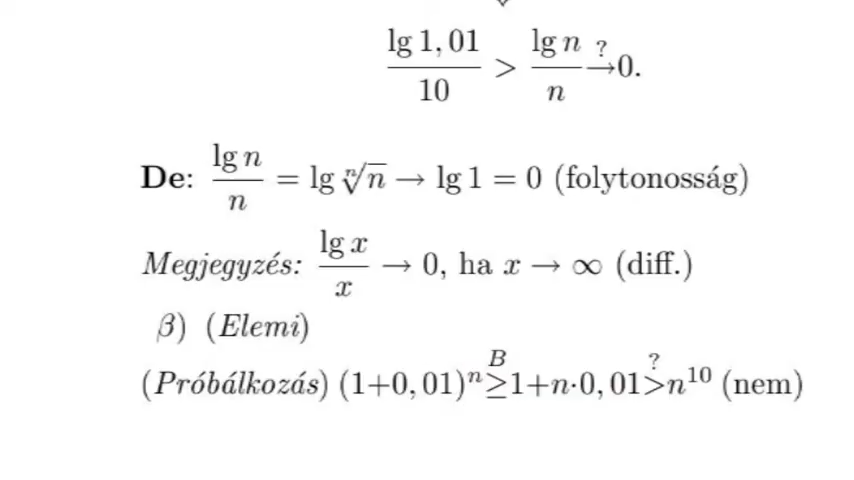 lg 1,01 / 10 > lg n / n →? 0.
De: lg n / n = lg ⁿ√n → lg 1 = 0 (folytonosság)
Megjegyzés: lg x / x → 0, ha x → ∞ (diff.)
β) (Elemi)
(Próbálkozás) (1+0,01)ⁿ ≥ᴮ 1+n·0,01 >? n¹⁰ (nem)